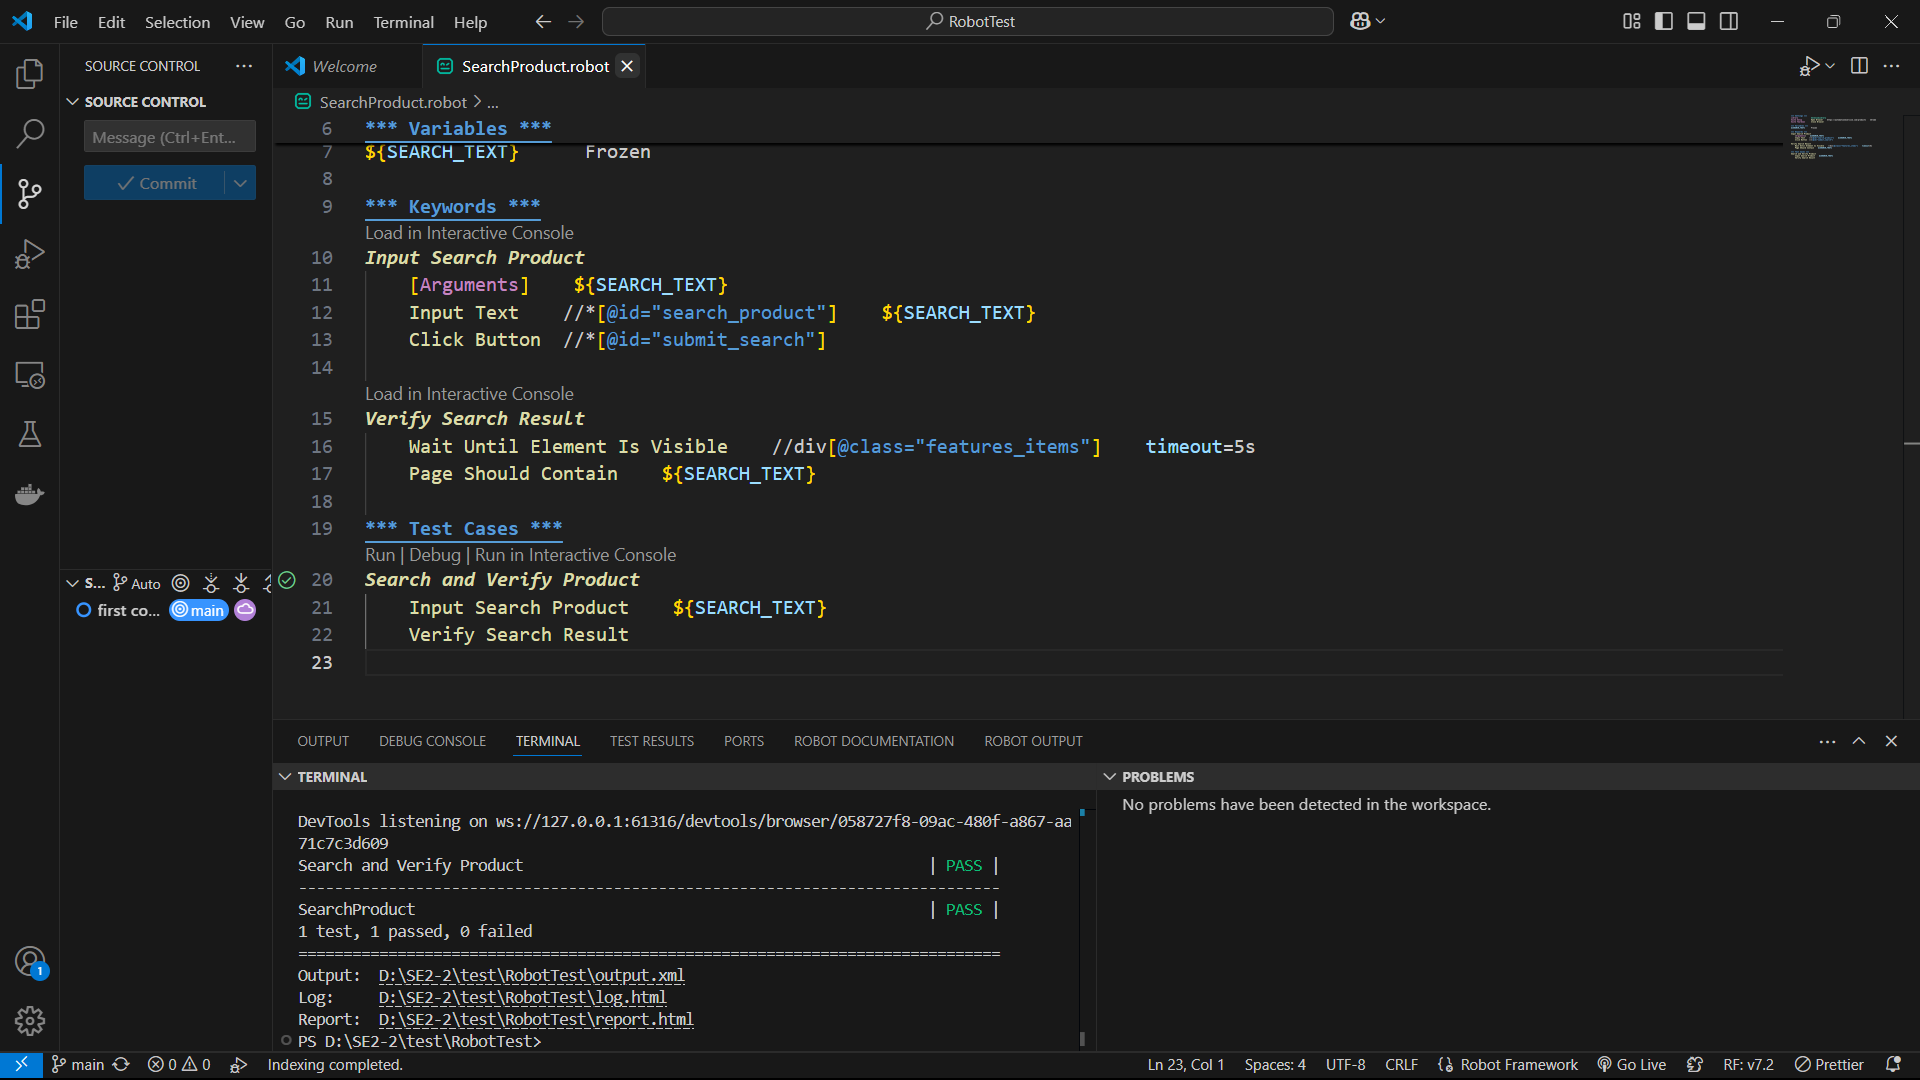 File Edit Selection View Go Run Terminal Help
RobotTest
SOURCE CONTROL
SOURCE CONTROL
Message (Ctrl+Ent...
Commit
S... Auto
first co... main
Welcome
SearchProduct.robot
SearchProduct.robot > ...
6 *** Variables ***
7 ${SEARCH_TEXT} Frozen
8
9 *** Keywords ***
Load in Interactive Console
10 Input Search Product
11 [Arguments] ${SEARCH_TEXT}
12 Input Text //*[@id="search_product"] ${SEARCH_TEXT}
13 Click Button //*[@id="submit_search"]
14
Load in Interactive Console
15 Verify Search Result
16 Wait Until Element Is Visible //div[@class="features_items"] timeout=5s
17 Page Should Contain ${SEARCH_TEXT}
18
19 *** Test Cases ***
Run | Debug | Run in Interactive Console
20 Search and Verify Product
21 Input Search Product ${SEARCH_TEXT}
22 Verify Search Result
23
OUTPUT DEBUG CONSOLE TERMINAL TEST RESULTS PORTS ROBOT DOCUMENTATION ROBOT OUTPUT
TERMINAL
DevTools listening on ws://127.0.0.1:61316/devtools/browser/058727f8-09ac-480f-a867-aa
71c7c3d609
Search and Verify Product | PASS |
------------------------------------------------------------------------------
SearchProduct | PASS |
1 test, 1 passed, 0 failed
==============================================================================
Output: D:\SE2-2\test\RobotTest\output.xml
Log: D:\SE2-2\test\RobotTest\log.html
Report: D:\SE2-2\test\RobotTest\report.html
PS D:\SE2-2\test\RobotTest>
PROBLEMS
No problems have been detected in the workspace.
1
main 0 0 Indexing completed.
Ln 23, Col 1 Spaces: 4 UTF-8 CRLF Robot Framework Go Live RF: v7.2 Prettier